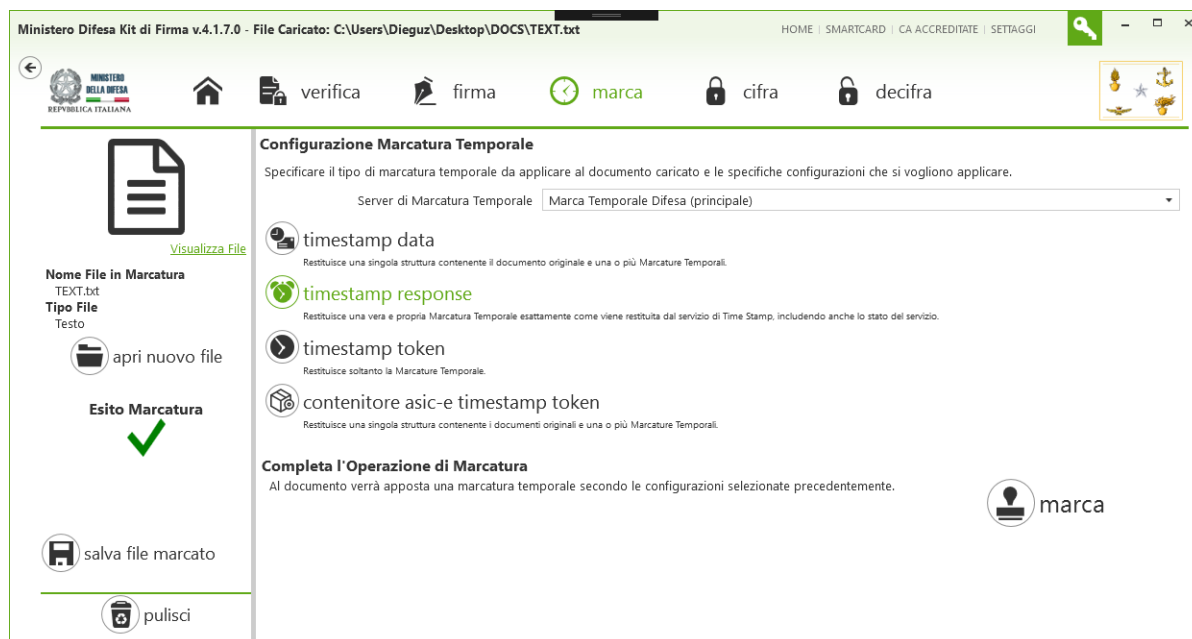 Ministero Difesa Kit di Firma v.4.1.7.0 - File Caricato: C:\Users\Dieguz\Desktop\DOCS\TEXT.txt
HOME | SMARTCARD | CA ACCREDITATE | SETTAGGI
MINISTERO
DELLA DIFESA
REPVBBLICA ITALIANA
verifica
firma
marca
cifra
decifra
Visualizza File
Nome File in Marcatura
TEXT.txt
Tipo File
Testo
apri nuovo file
Esito Marcatura
salva file marcato
pulisci
Configurazione Marcatura Temporale
Specificare il tipo di marcatura temporale da applicare al documento caricato e le specifiche configurazioni che si vogliono applicare.
Server di Marcatura Temporale Marca Temporale Difesa (principale)
timestamp data
Restituisce una singola struttura contenente il documento originale e una o più Marcature Temporali.
timestamp response
Restituisce una vera e propria Marcatura Temporale esattamente come viene restituita dal servizio di Time Stamp, includendo anche lo stato del servizio.
timestamp token
Restituisce soltanto la Marcature Temporale.
contenitore asic-e timestamp token
Restituisce una singola struttura contenente i documenti originali e una o più Marcature Temporali.
Completa l'Operazione di Marcatura
Al documento verrà apposta una marcatura temporale secondo le configurazioni selezionate precedentemente.
marca